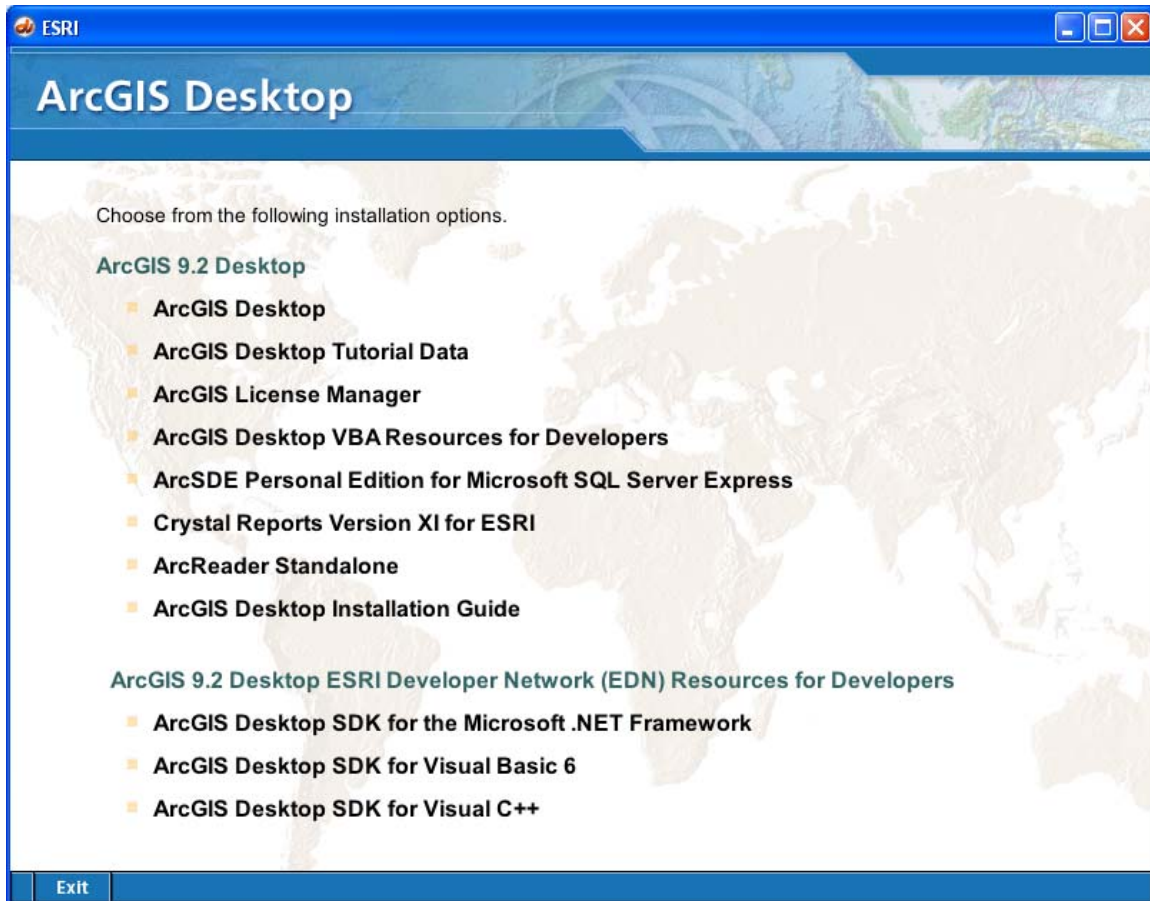 ESRI
ArcGIS Desktop
Choose from the following installation options.
ArcGIS 9.2 Desktop
ArcGIS Desktop
ArcGIS Desktop Tutorial Data
ArcGIS License Manager
ArcGIS Desktop VBA Resources for Developers
ArcSDE Personal Edition for Microsoft SQL Server Express
Crystal Reports Version XI for ESRI
ArcReader Standalone
ArcGIS Desktop Installation Guide
ArcGIS 9.2 Desktop ESRI Developer Network (EDN) Resources for Developers
ArcGIS Desktop SDK for the Microsoft .NET Framework
ArcGIS Desktop SDK for Visual Basic 6
ArcGIS Desktop SDK for Visual C++
Exit